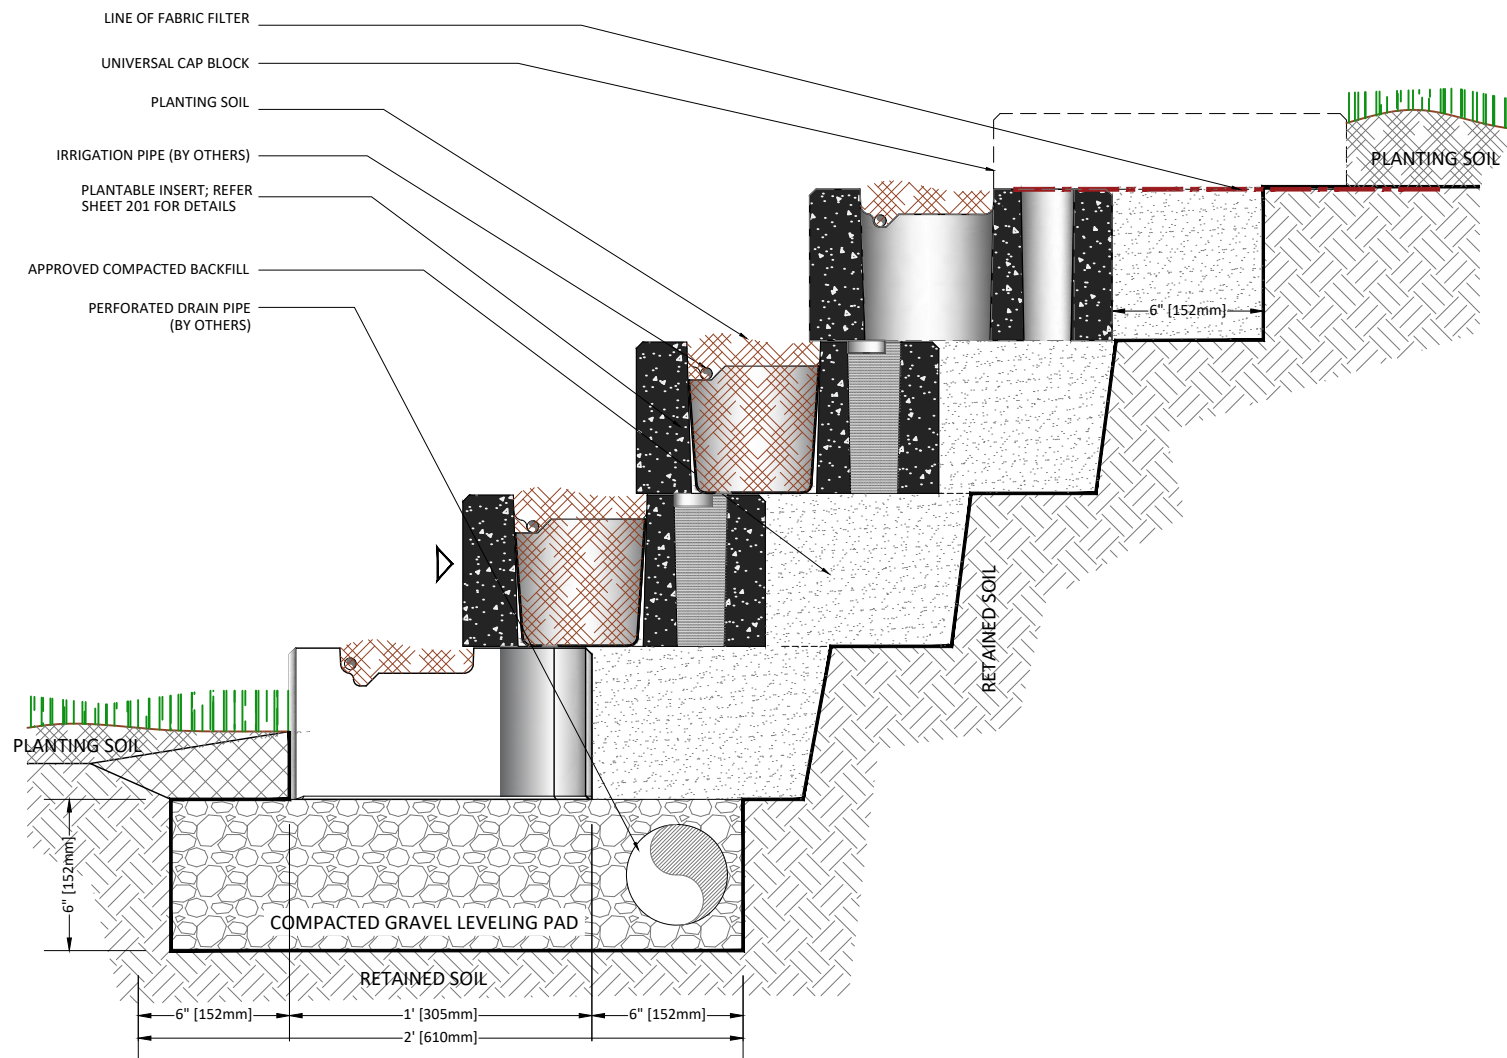 LINE OF FABRIC FILTER
UNIVERSAL CAP BLOCK
PLANTING SOIL
IRRIGATION PIPE (BY OTHERS)
PLANTABLE INSERT; REFER
SHEET 201 FOR DETAILS
APPROVED COMPACTED BACKFILL
PERFORATED DRAIN PIPE
(BY OTHERS)
PLANTING SOIL
6" [152mm]
RETAINED SOIL
PLANTING SOIL
6" [152mm]
COMPACTED GRAVEL LEVELING PAD
RETAINED SOIL
6" [152mm]
1' [305mm]
6" [152mm]
2' [610mm]